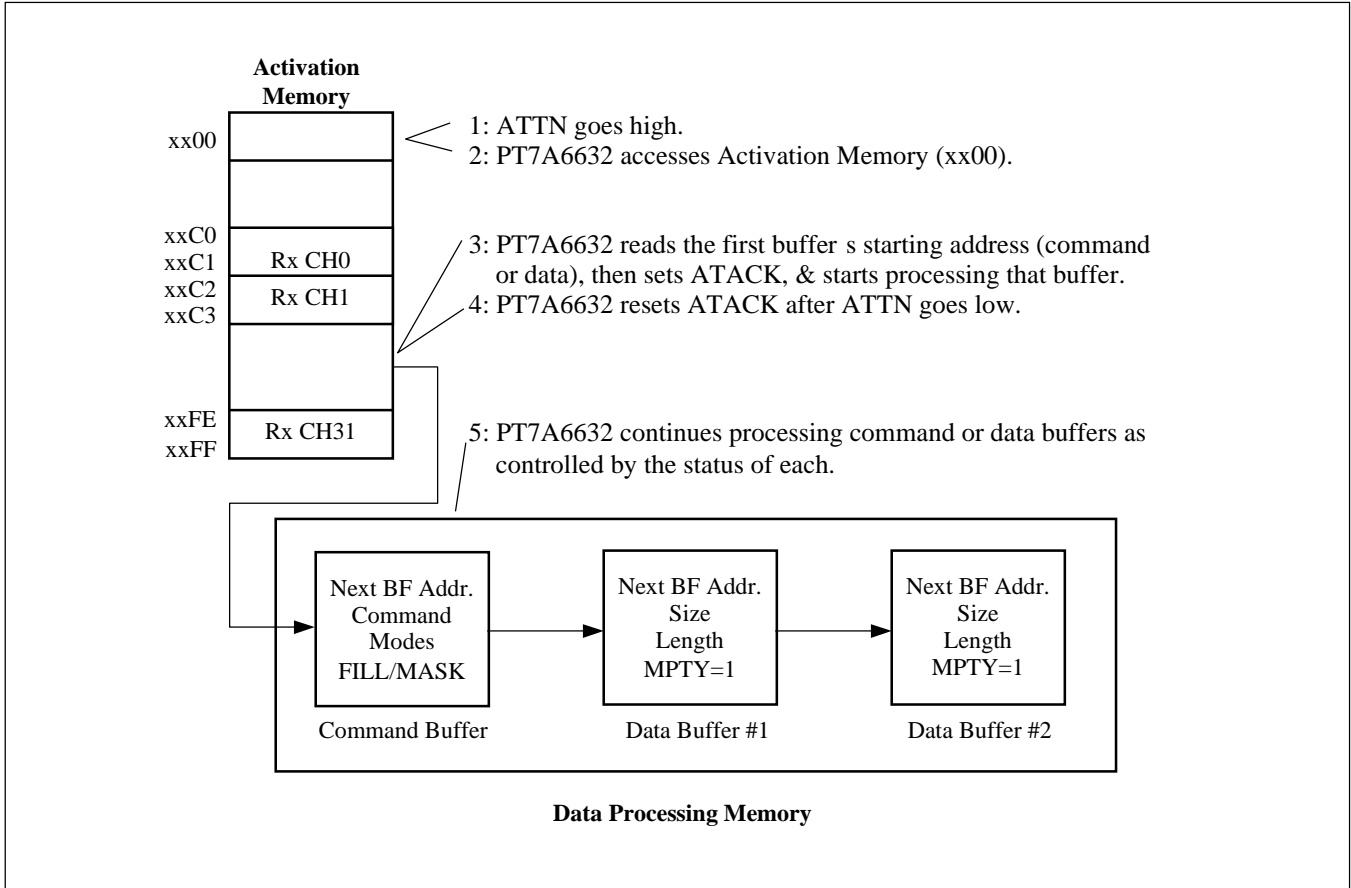 Activation
Memory
xx00
1: ATTN goes high.
2: PT7A6632 accesses Activation Memory (xx00).
xxC0
xxC1
Rx CH0
xxC2
xxC3
Rx CH1
3: PT7A6632 reads the first buffer s starting address (command
or data), then sets ATACK, & starts processing that buffer.
4: PT7A6632 resets ATACK after ATTN goes low.
xxFE
xxFF
Rx CH31
5: PT7A6632 continues processing command or data buffers as
controlled by the status of each.
Next BF Addr.
Command
Modes
FILL/MASK
Command Buffer
Next BF Addr.
Size
Length
MPTY=1
Data Buffer #1
Next BF Addr.
Size
Length
MPTY=1
Data Buffer #2
Data Processing Memory